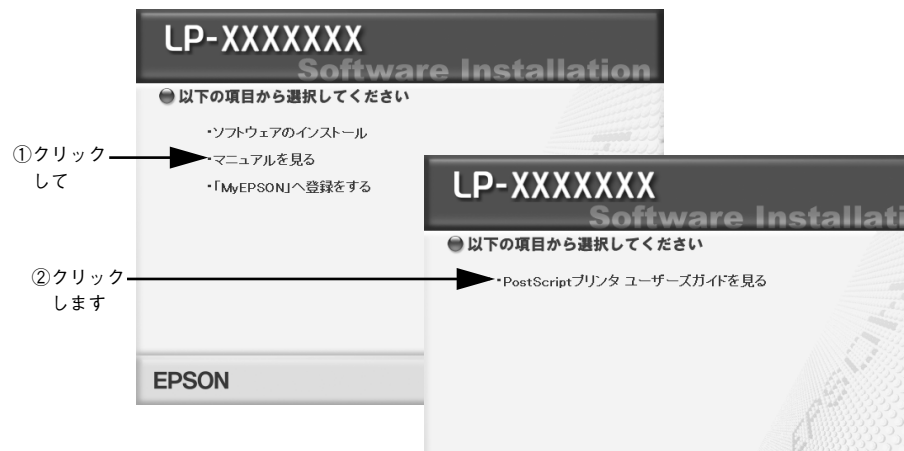 LP-XXXXXXX
Software Installation
以下の項目から選択してください
・ソフトウェアのインストール
①クリック
して
・マニュアルを見る
・「MyEPSON」へ登録をする
EPSON
LP-XXXXXXX
Software Installati
以下の項目から選択してください
②クリック
します
・PostScriptプリンタ ユーザーズガイドを見る
EPSON